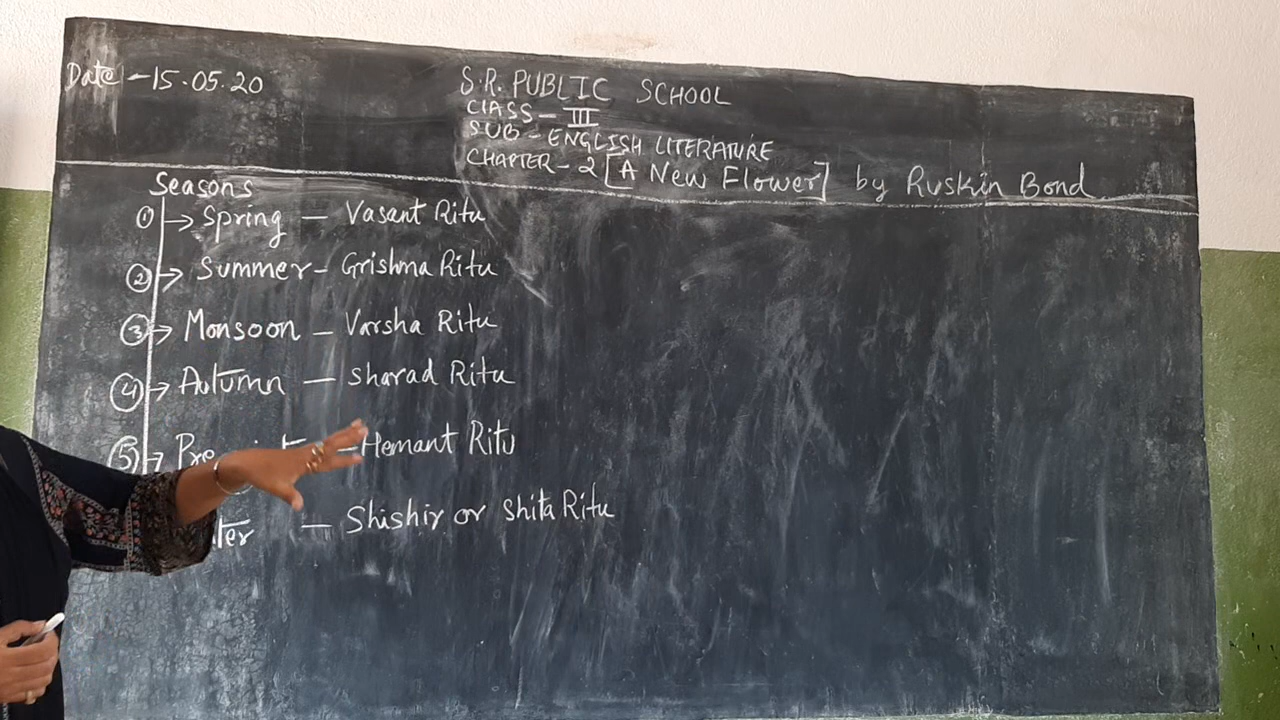 Date - 15.05.20
S.R. PUBLIC SCHOOL
CLASS - III
SUB - ENGLISH LITERATURE
CHAPTER - 2 [A New Flower] by Ruskin Bond
Seasons
① → Spring - Vasant Ritu
② → Summer - Grishma Ritu
③ → Monsoon - Varsha Ritu
④ → Autumn - Sharad Ritu
⑤ → - Hemant Ritu
- Shishir or Shita Ritu